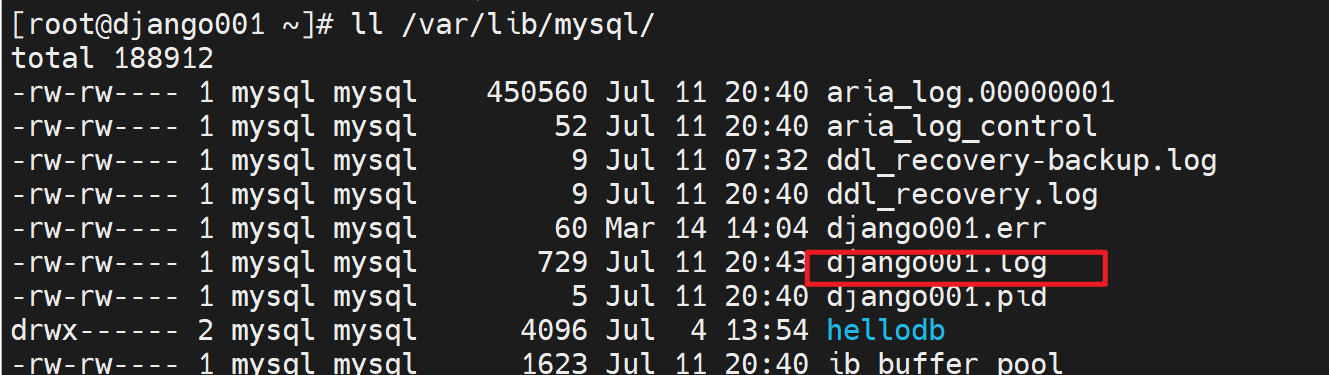 [root@django001 ~]# ll /var/lib/mysql/
total 188912
-rw-rw---- 1 mysql mysql    450560 Jul 11 20:40 aria_log.00000001
-rw-rw---- 1 mysql mysql        52 Jul 11 20:40 aria_log_control
-rw-rw---- 1 mysql mysql         9 Jul 11 07:32 ddl_recovery-backup.log
-rw-rw---- 1 mysql mysql         9 Jul 11 20:40 ddl_recovery.log
-rw-rw---- 1 mysql mysql        60 Mar 14 14:04 django001.err
-rw-rw---- 1 mysql mysql       729 Jul 11 20:43 django001.log
-rw-rw---- 1 mysql mysql         5 Jul 11 20:40 django001.pid
drwx------ 2 mysql mysql      4096 Jul  4 13:54 hellodb
-rw-rw---- 1 mysql mysql      1623 Jul 11 20:40 ib_buffer_pool